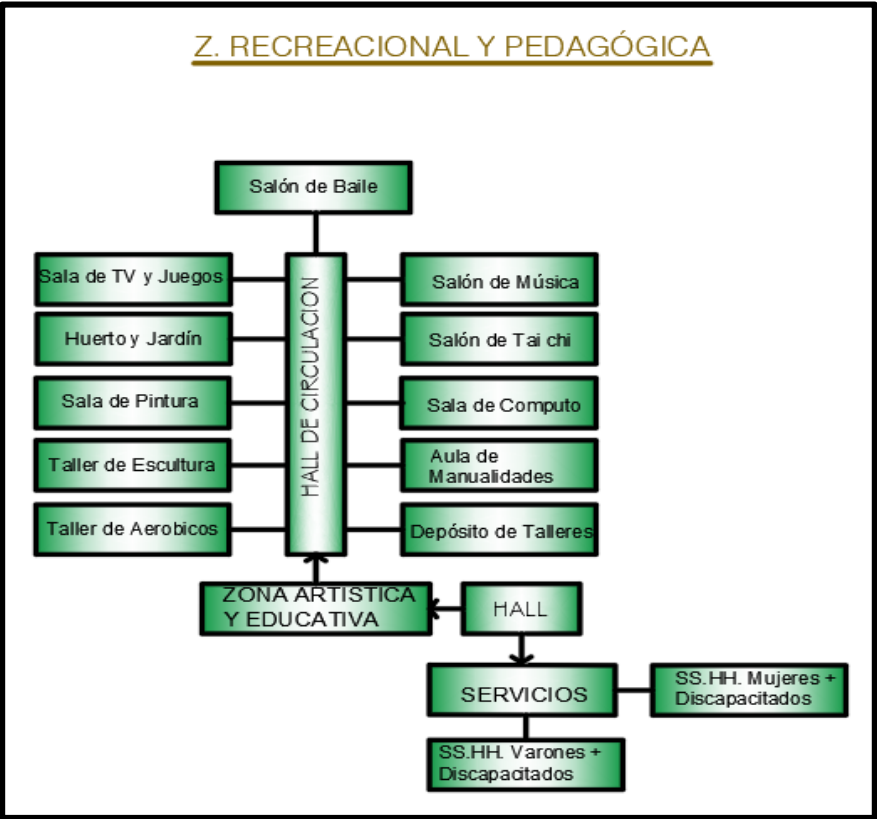 Z. RECREACIONAL Y PEDAGÓGICA
Salón de Baile
Sala de TV y Juegos
Huerto y Jardín
Sala de Pintura
Taller de Escultura
Taller de Aerobicos
HALL DE CIRCULACION
Salón de Música
Salón de Tai chi
Sala de Computo
Aula de
Manualidades
Depósito de Talleres
ZONA ARTISTICA
Y EDUCATIVA
HALL
SERVICIOS
SS.HH. Mujeres +
Discapacitados
SS.HH. Varones +
Discapacitados